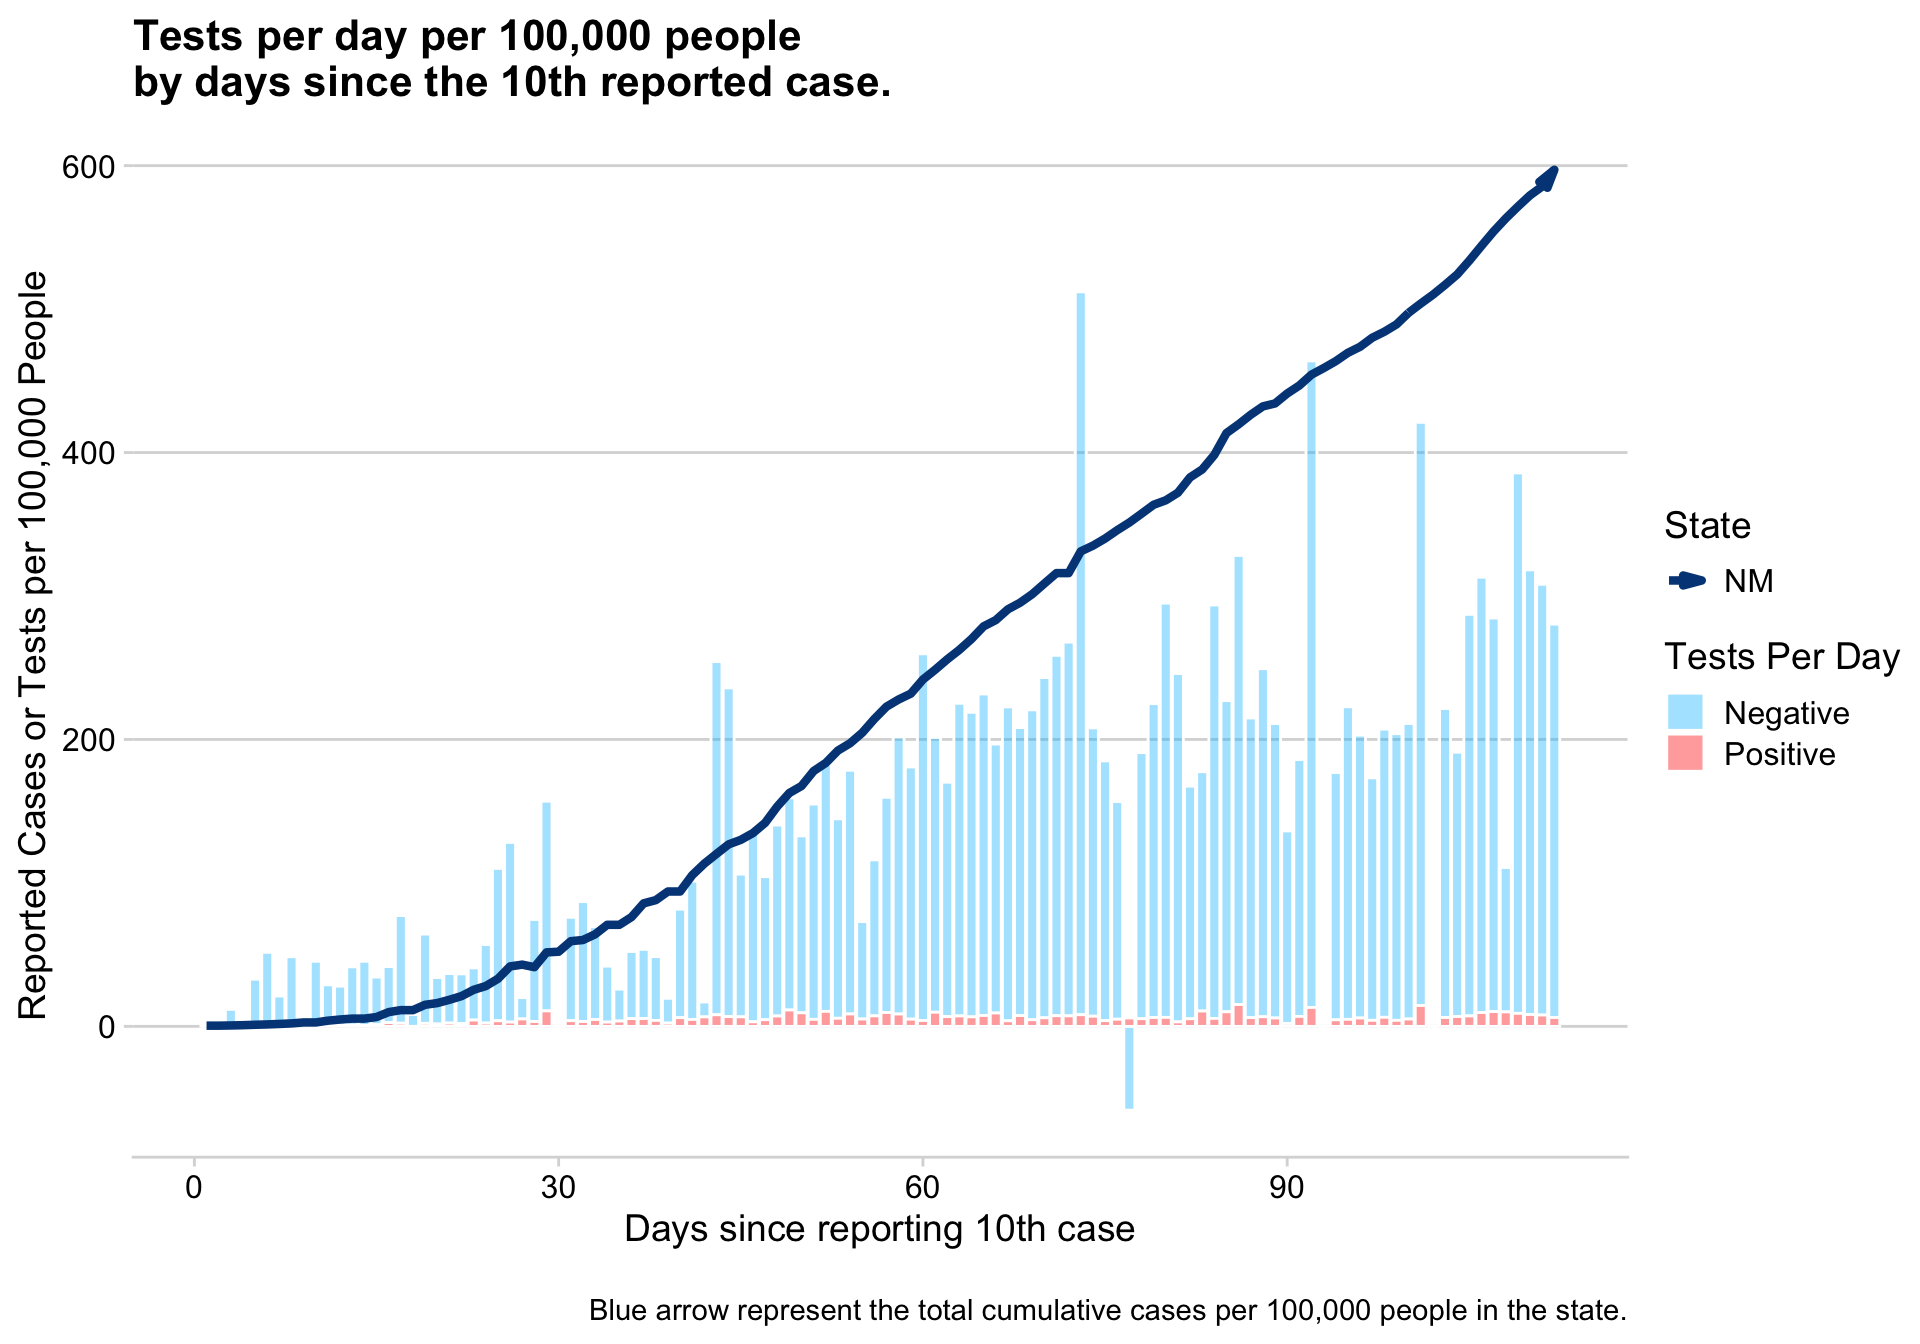 Tests per day per 100,000 people
by days since the 10th reported case.
Reported Cases or Tests per 100,000 People
600
400
200
0
0
30
60
90
Days since reporting 10th case
State
NM
Tests Per Day
Negative
Positive
Blue arrow represent the total cumulative cases per 100,000 people in the state.